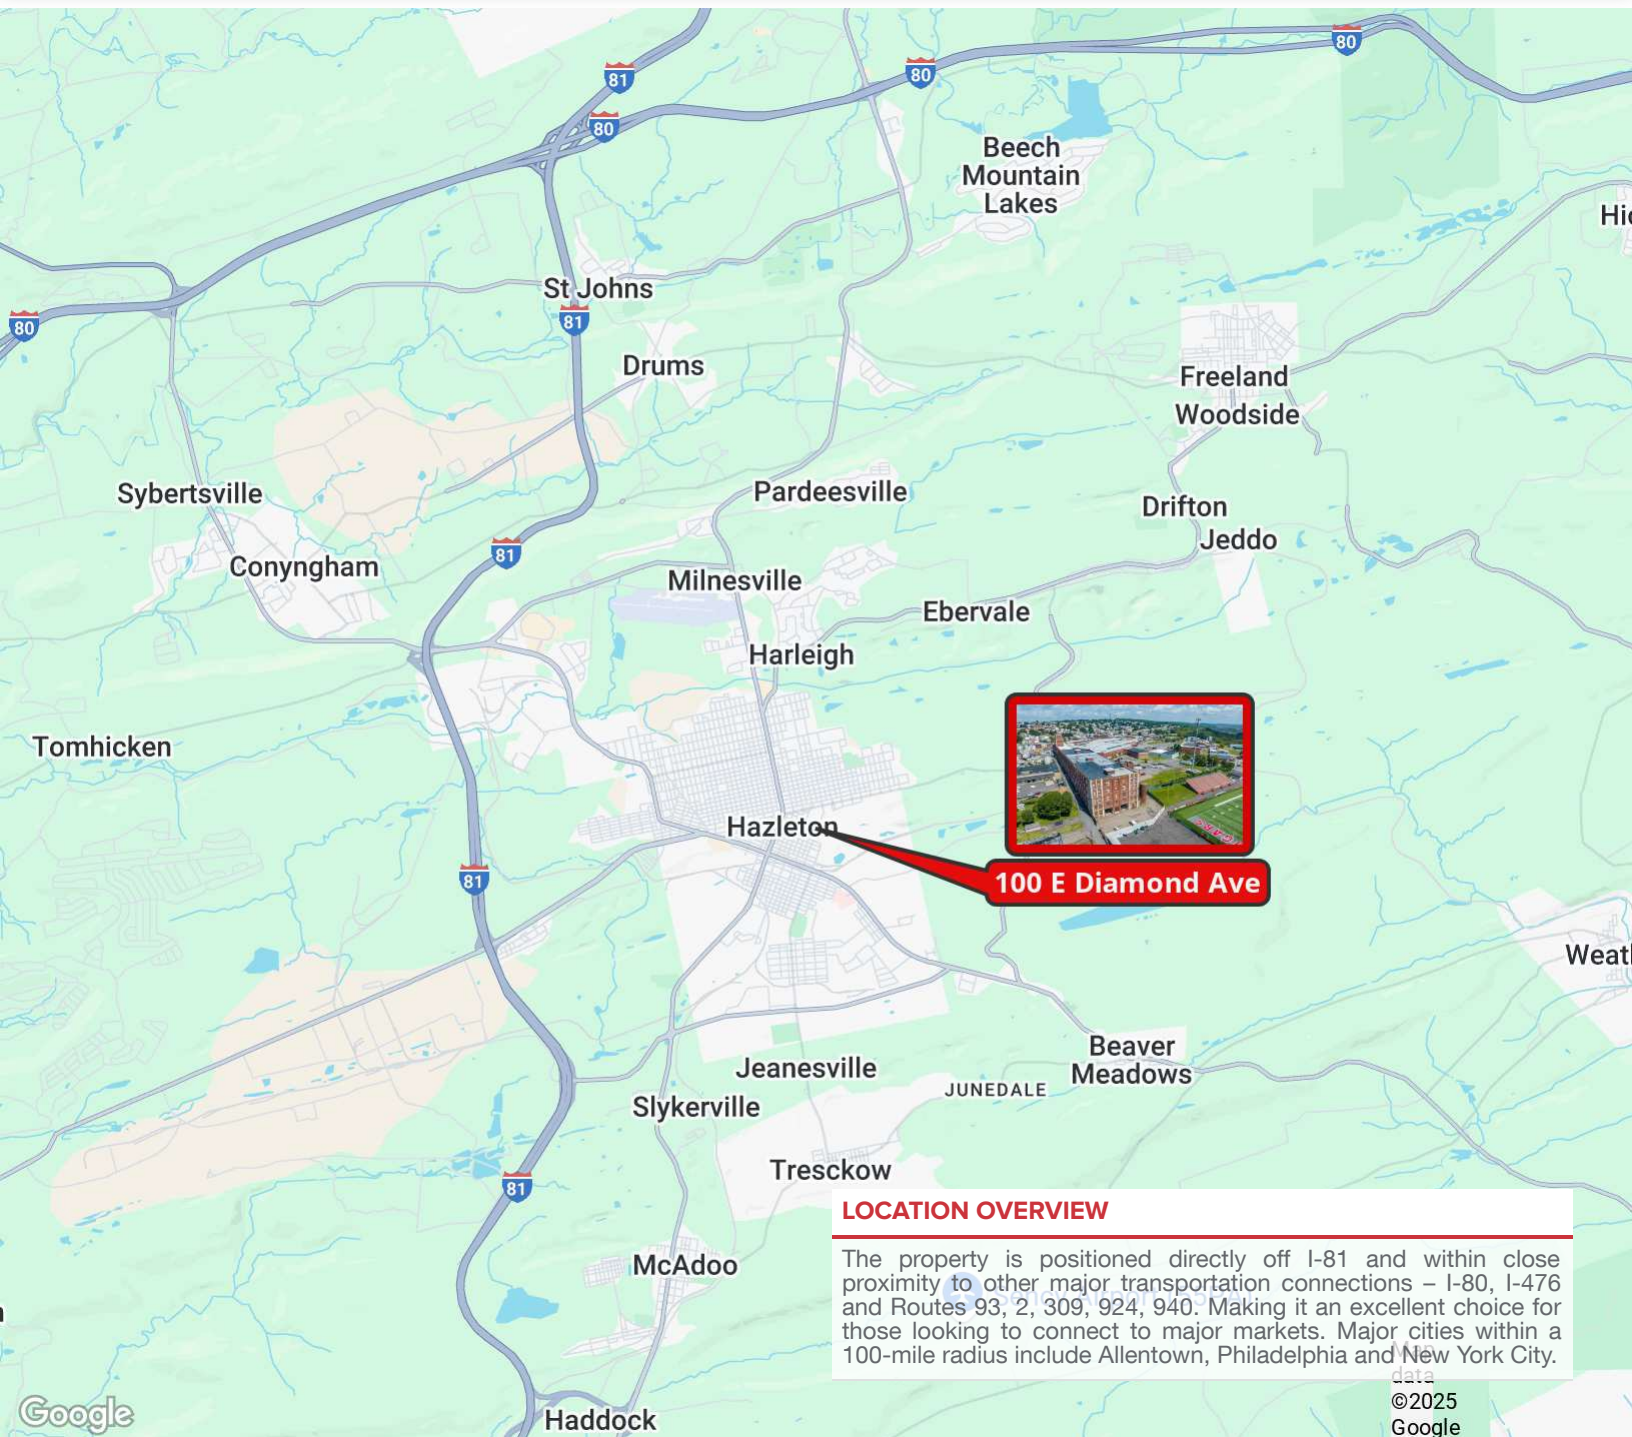 81
80
80
80
Beech
Mountain
Lakes
St Johns
81
80
Drums
Freeland
Woodside
Sybertsville
Pardeesville
Drifton
Jeddo
81
Conyngham
Milnesville
Ebervale
Harleigh
Tomhicken
Hazleton
100 E Diamond Ave
81
Beaver
Meadows
Jeanesville
JUNEDALE
Slykerville
Tresckow
81
McAdoo
LOCATION OVERVIEW
The property is positioned directly off I-81 and within close
proximity to other major transportation connections – I-80, I-476
and Routes 93, 2, 309, 924, 940. Making it an excellent choice for
those looking to connect to major markets. Major cities within a
100-mile radius include Allentown, Philadelphia and New York City.
Map
data
©2025
Google
Google
Haddock